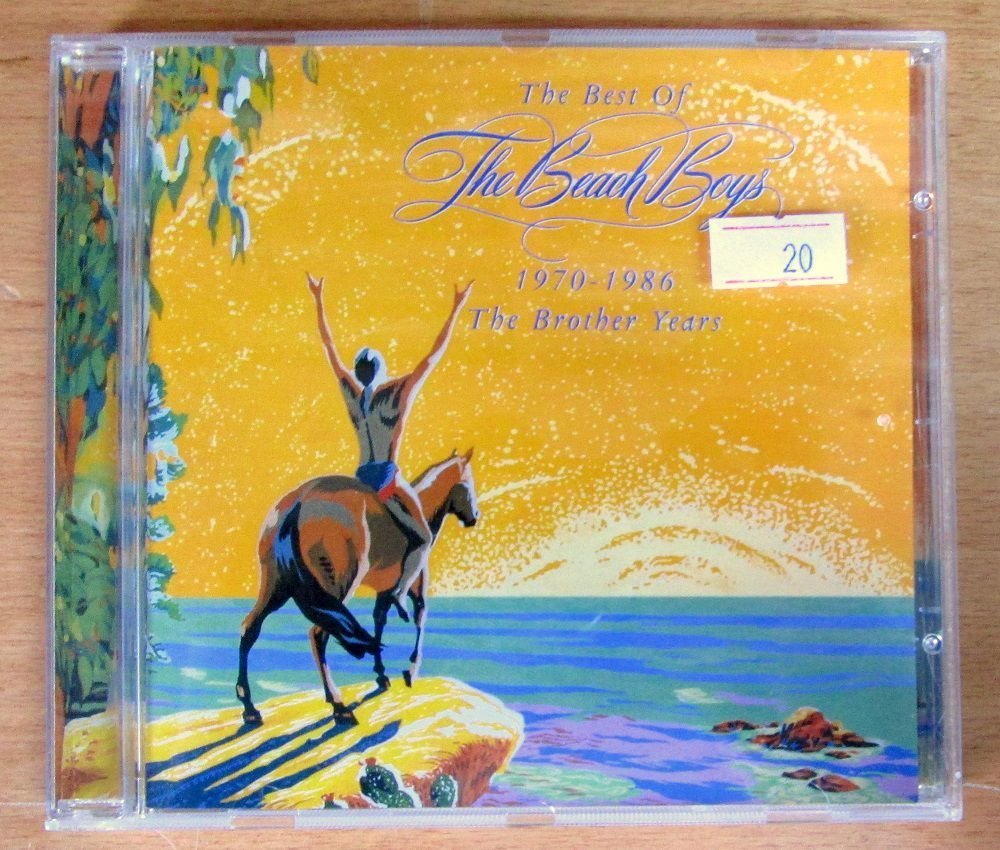 The Best Of
The Beach Boys
20
1970-1986
The Brother Years